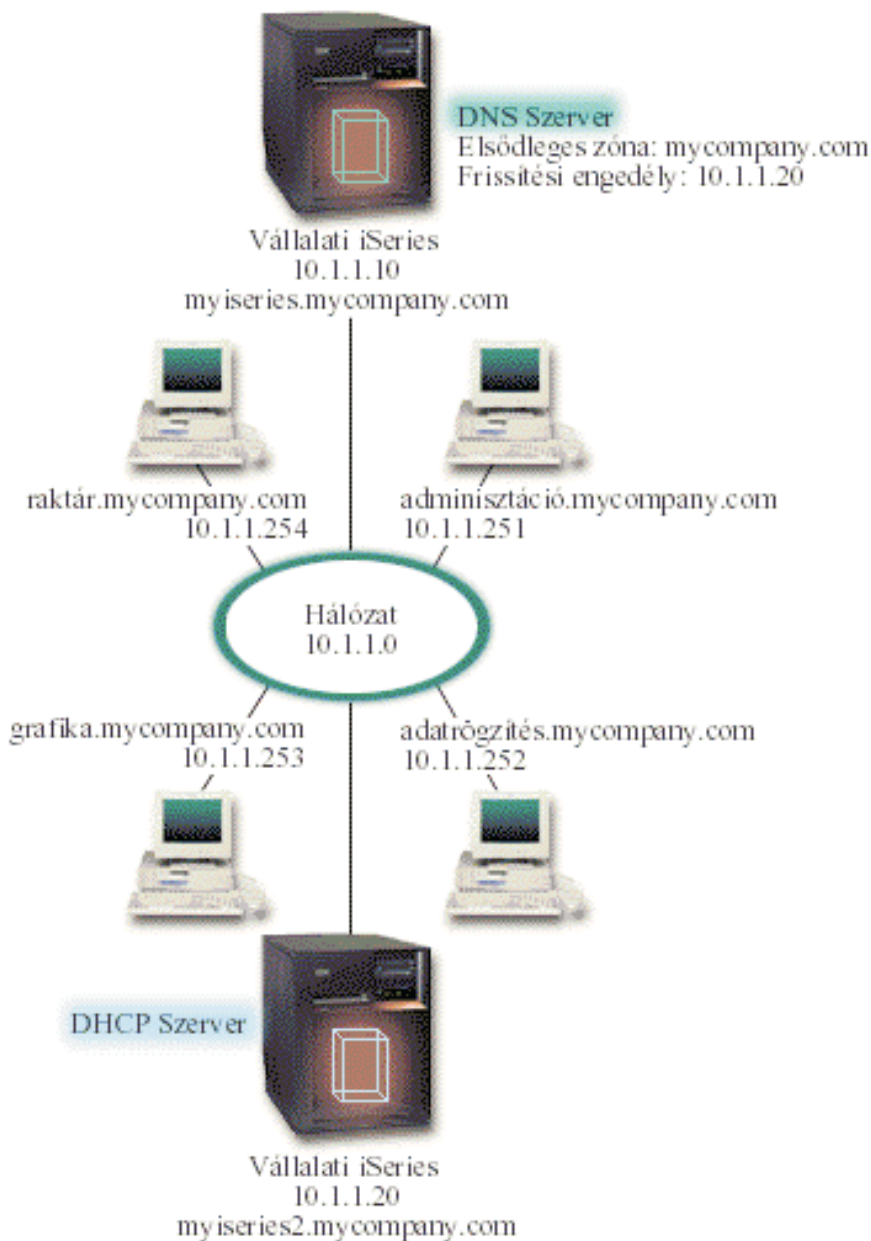 DNS Szerver
Elsődleges zóna: mycompany.com
Frissítési engedély: 10.1.1.20
Vállalati iSeries
10.1.1.10
myiseries.mycompany.com
raktár.mycompany.com
10.1.1.254
adminisztáció.mycompany.com
10.1.1.251
Hálózat
10.1.1.0
grafika.mycompany.com
10.1.1.253
adatrögzítés.mycompany.com
10.1.1.252
DHCP Szerver
Vállalati iSeries
10.1.1.20
myiseries2.mycompany.com